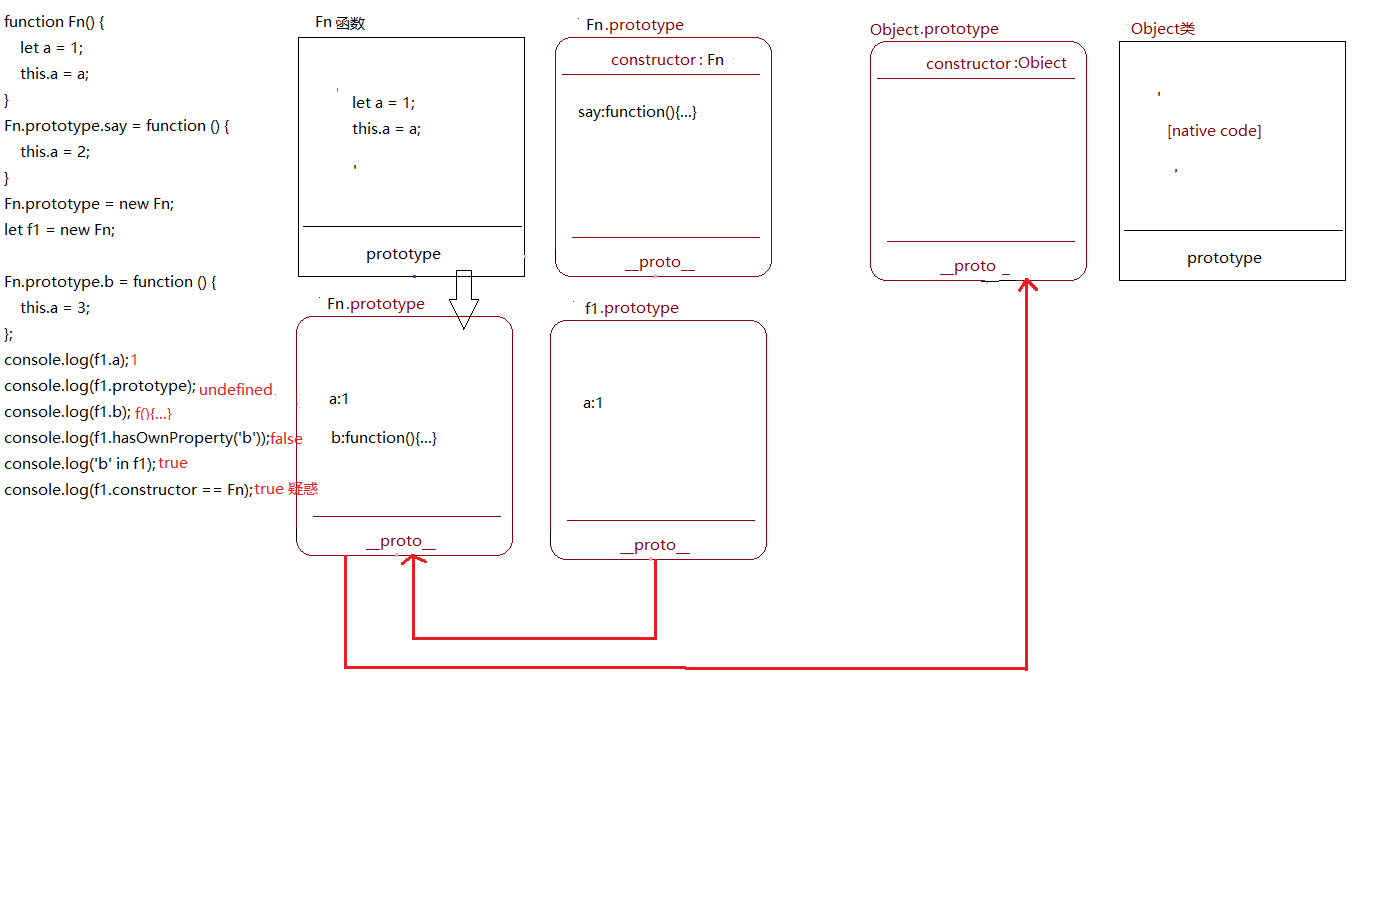 function Fn() {
let a = 1;
this.a = a;
}
Fn.prototype.say = function () {
this.a = 2;
}
Fn.prototype = new Fn;
let f1 = new Fn;
Fn.prototype.b = function () {
this.a = 3;
};
console.log(f1.a);1
console.log(f1.prototype); undefined
console.log(f1.b); f(){...}
console.log(f1.hasOwnProperty('b'));false
console.log('b' in f1);true
console.log(f1.constructor == Fn);true 疑惑
Fn 函数
let a = 1;
this.a = a;
prototype
Fn.prototype
constructor : Fn
say:function(){...}
__proto__
Object.prototype
constructor :Object
__proto _
Object类
[native code]
prototype
Fn.prototype
a:1
b:function(){...}
__proto__
f1.prototype
a:1
__proto__